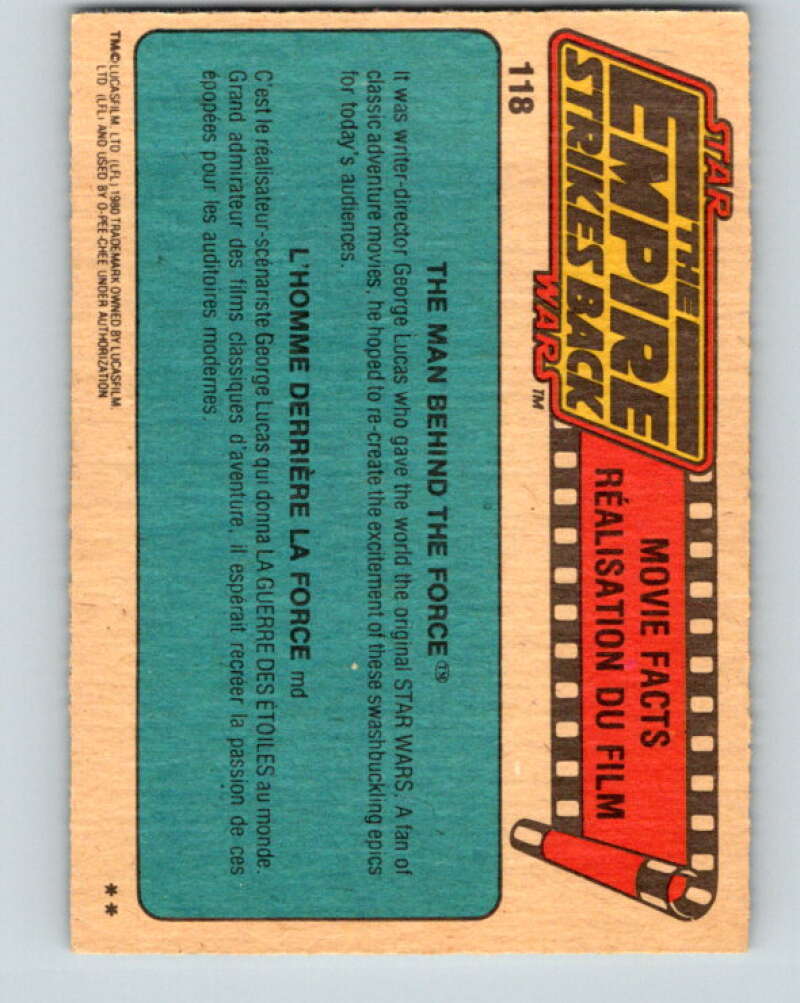 STAR
THE
EMPIRE
STRIKES BACK
WARS TM
MOVIE FACTS
RÉALISATION DU FILM
118
THE MAN BEHIND THE FORCE TM
It was writer-director George Lucas who gave the world the original STAR WARS. A fan of
classic adventure movies, he hoped to re-create the excitement of these swashbuckling epics
for today's audiences.
L'HOMME DERRIÈRE LA FORCE md
C'est le réalisateur-scénariste George Lucas qui donna LA GUERRE DES ÉTOILES au monde.
Grand admirateur des films classiques d'aventure, il espérait recréer la passion de ces
épopées pour les auditoires modernes.
TM©LUCASFILM LTD (LFL) 1980 TRADEMARK OWNED BY LUCASFILM.
LTD (LFL) AND USED BY O-PEE-CHEE UNDER AUTHORIZATION
**